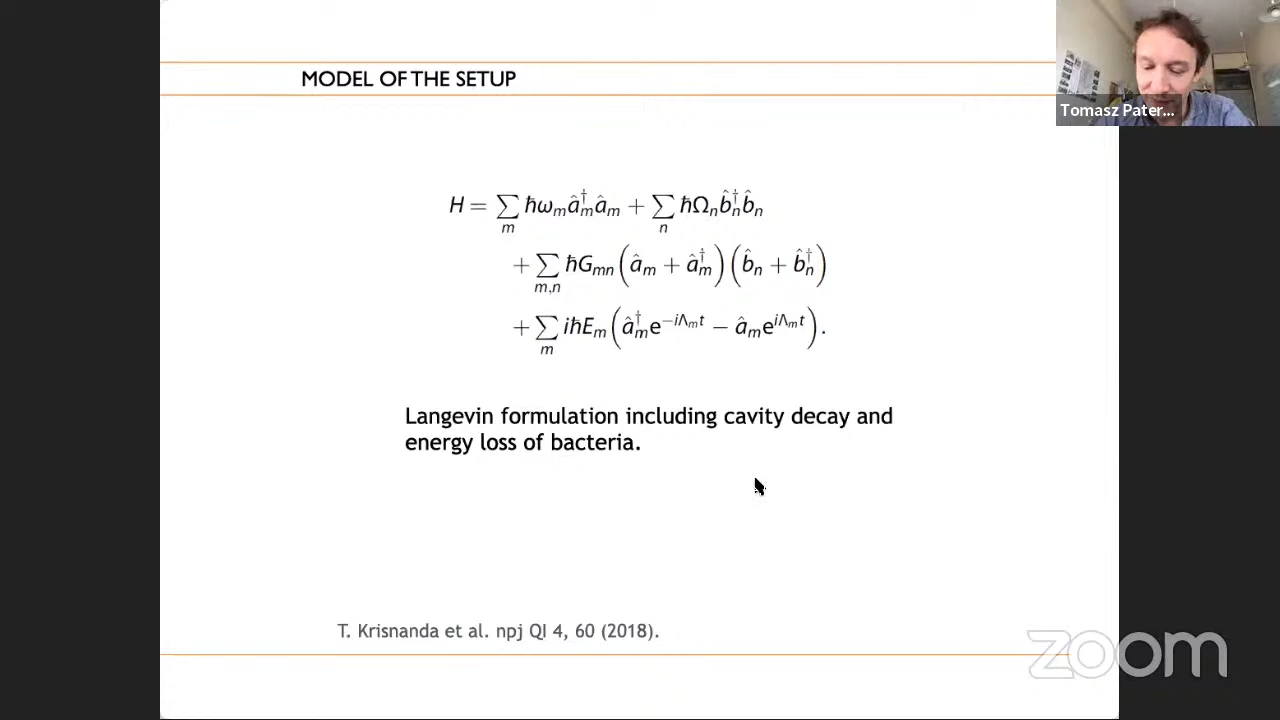 MODEL OF THE SETUP
Tomasz Pater...
H = ∑_m ħω_m â_m^† â_m + ∑_n ħΩ_n b̂_n^† b̂_n
+ ∑_{m,n} ħG_{mn} (â_m + â_m^†) (b̂_n + b̂_n^†)
+ ∑_m iħE_m (â_m^† e^{-iΛ_m t} − â_m e^{iΛ_m t}).
Langevin formulation including cavity decay and
energy loss of bacteria.
T. Krisnanda et al. npj QI 4, 60 (2018).
zoom